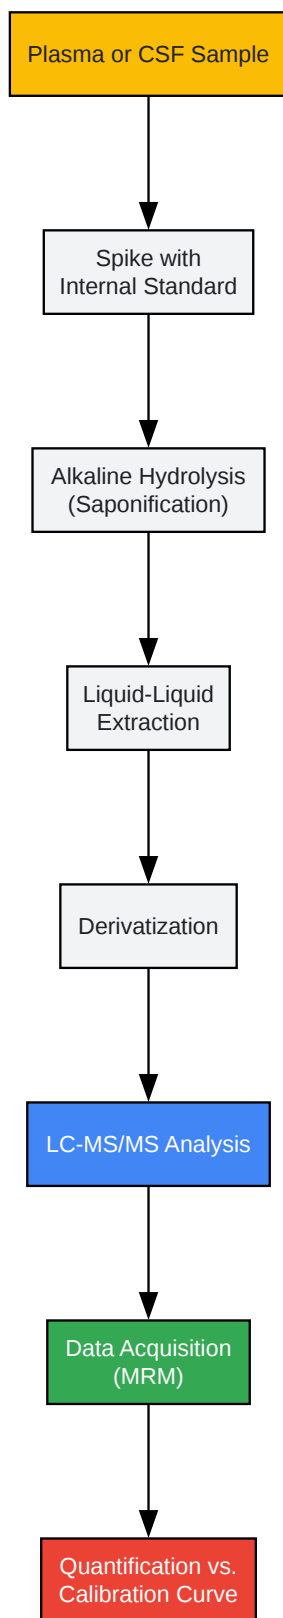 Plasma or CSF Sample
Spike with
Internal Standard
Alkaline Hydrolysis
(Saponification)
Liquid-Liquid
Extraction
Derivatization
LC-MS/MS Analysis
Data Acquisition
(MRM)
Quantification vs.
Calibration Curve